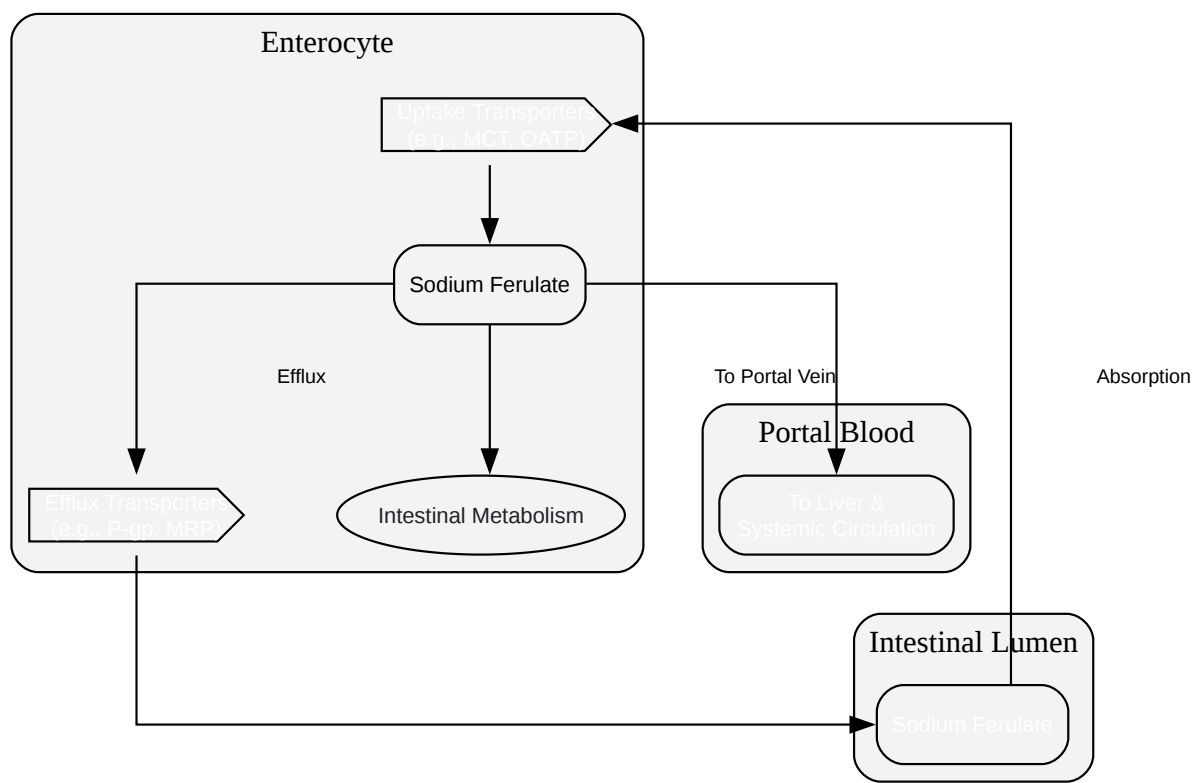 Enterocyte
Uptake Transporters
(e.g., MCT, OATP)
Sodium Ferulate
Efflux
To Portal Vein
Absorption
Portal Blood
Efflux Transporters
(e.g., P-gp, MRP)
Intestinal Metabolism
To Liver &
Systemic Circulation
Intestinal Lumen
Sodium Ferulate